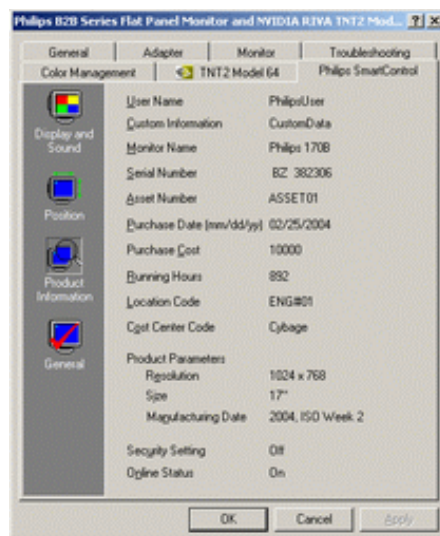 Philips B2B Series Flat Panel Monitor and NVIDIA RIVA TNT2 Mod...
General Adapter Monitor Troubleshooting
Color Management TNT2 Model 64 Philips SmartControl
Display and Sound
Position
Product Information
General
User Name PhilipsUser
Custom Information CustomData
Monitor Name Philips 170B
Serial Number BZ 382306
Asset Number ASSET01
Purchase Date (mm/dd/yy) 02/25/2004
Purchase Cost 10000
Running Hours 892
Location Code ENG#01
Cost Center Code Cybage
Product Parameters
Resolution 1024 x 768
Size 17"
Manufacturing Date 2004, ISO Week 2
Security Setting Off
Online Status On
OK Cancel Apply